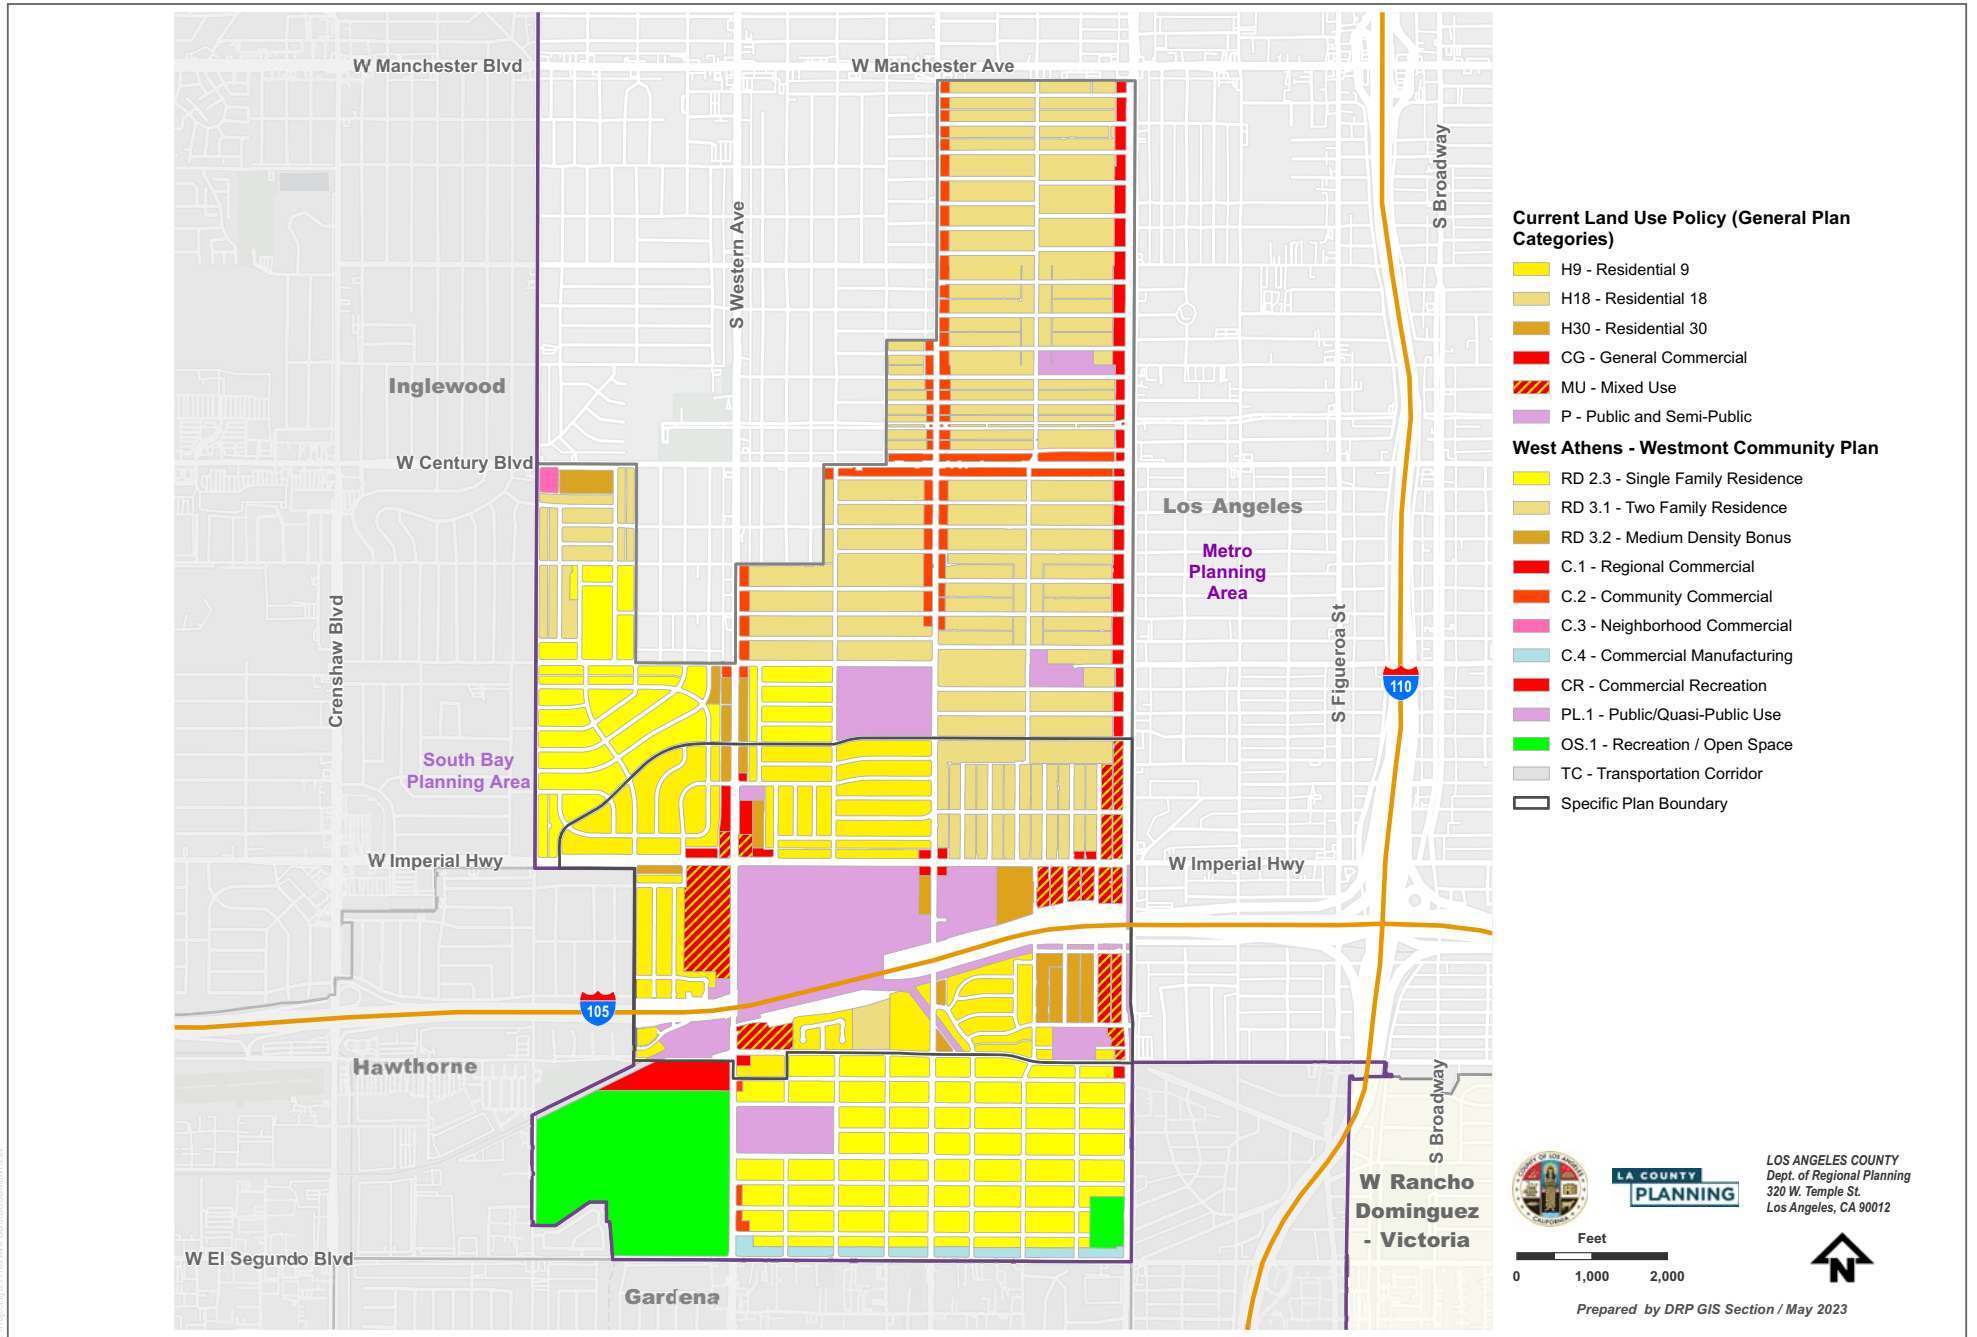 W Manchester Blvd
W Manchester Ave
S Broadway
S Western Ave
Inglewood
W Century Blvd
Los Angeles
Metro
Planning
Area
Crenshaw Blvd
S Figueroa St
110
South Bay
Planning Area
W Imperial Hwy
W Imperial Hwy
105
Hawthorne
S Broadway
W Rancho
Dominguez
- Victoria
W El Segundo Blvd
Gardena
Current Land Use Policy (General Plan
Categories)
H9 - Residential 9
H18 - Residential 18
H30 - Residential 30
CG - General Commercial
MU - Mixed Use
P - Public and Semi-Public
West Athens - Westmont Community Plan
RD 2.3 - Single Family Residence
RD 3.1 - Two Family Residence
RD 3.2 - Medium Density Bonus
C.1 - Regional Commercial
C.2 - Community Commercial
C.3 - Neighborhood Commercial
C.4 - Commercial Manufacturing
CR - Commercial Recreation
PL.1 - Public/Quasi-Public Use
OS.1 - Recreation / Open Space
TC - Transportation Corridor
Specific Plan Boundary
COUNTY OF LOS ANGELES
CALIFORNIA
LA COUNTY
PLANNING
LOS ANGELES COUNTY
Dept. of Regional Planning
320 W. Temple St.
Los Angeles, CA 90012
Feet
0 1,000 2,000
N
Prepared by DRP GIS Section / May 2023